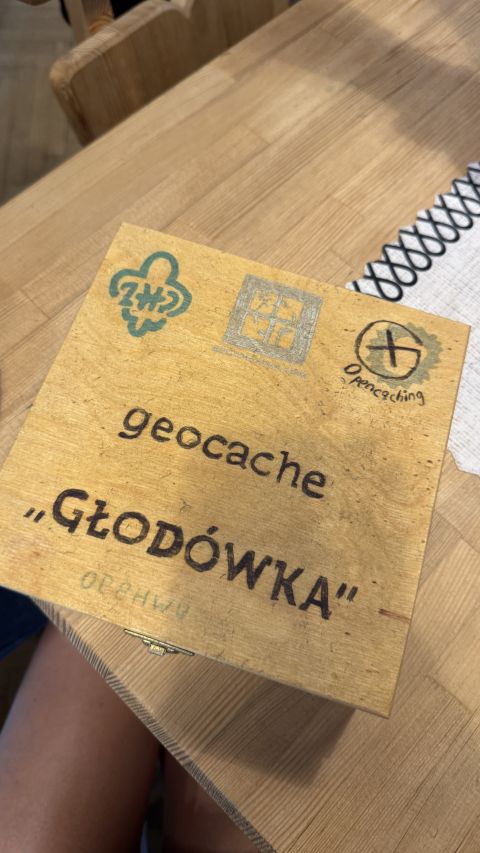 ZHP
Opencaching
geocache
„GŁODÓWKA"